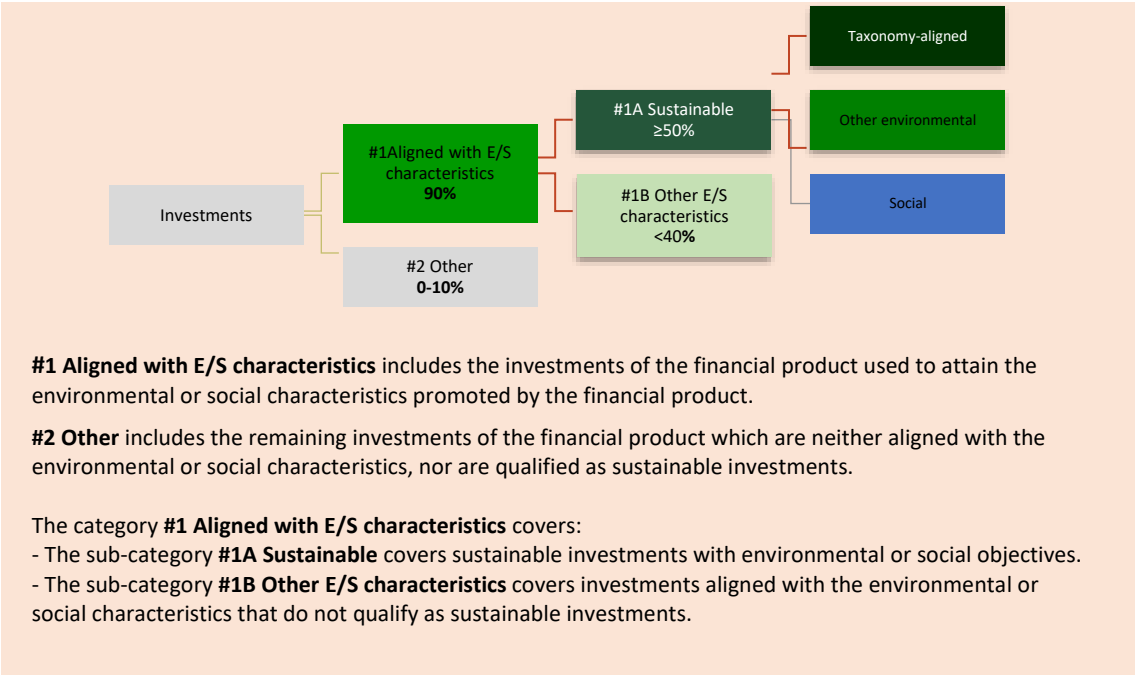 Taxonomy-aligned
#1A Sustainable
≥50%
Other environmental
#1Aligned with E/S
characteristics
90%
#1B Other E/S
characteristics
<40%
Social
Investments
#2 Other
0-10%
#1 Aligned with E/S characteristics includes the investments of the financial product used to attain the
environmental or social characteristics promoted by the financial product.
#2 Other includes the remaining investments of the financial product which are neither aligned with the
environmental or social characteristics, nor are qualified as sustainable investments.
The category #1 Aligned with E/S characteristics covers:
- The sub-category #1A Sustainable covers sustainable investments with environmental or social objectives.
- The sub-category #1B Other E/S characteristics covers investments aligned with the environmental or
social characteristics that do not qualify as sustainable investments.